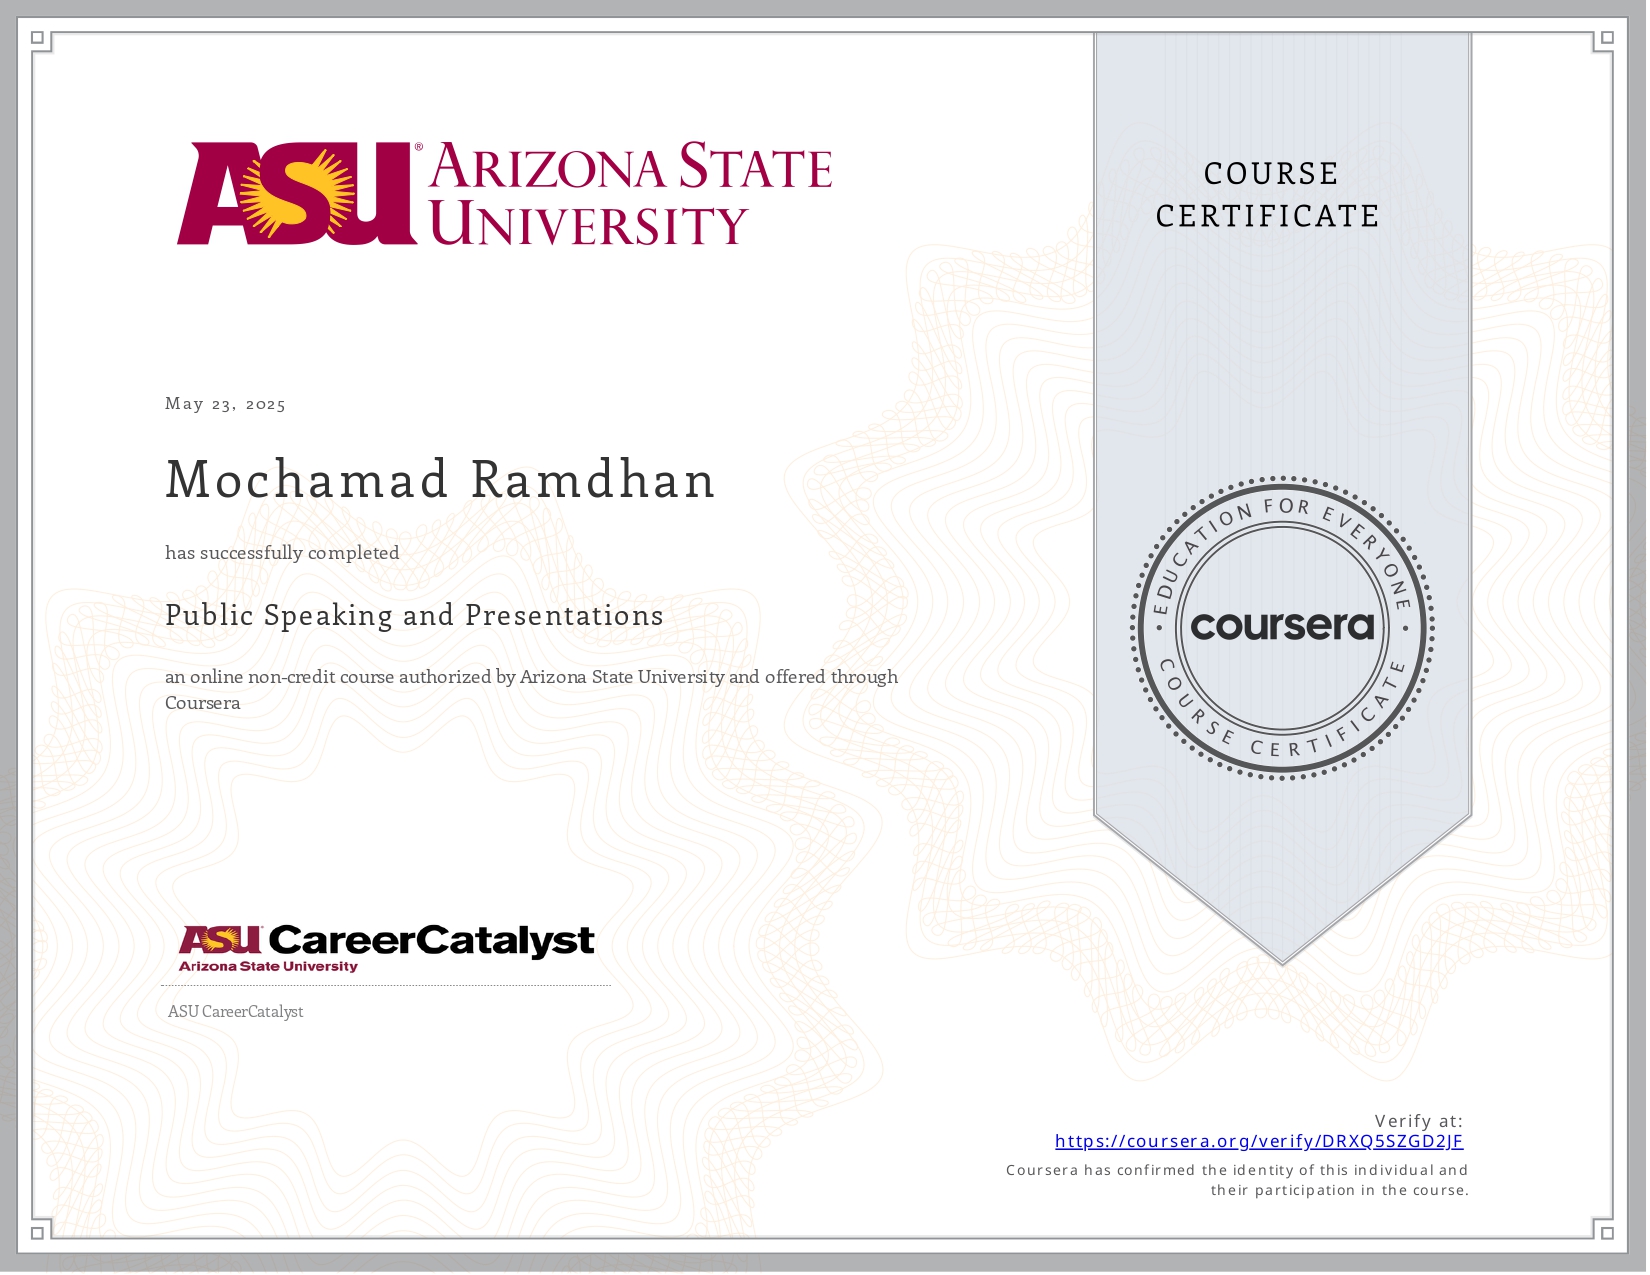 ASU® ARIZONA STATE
UNIVERSITY
COURSE
CERTIFICATE
May 23, 2025
Mochamad Ramdhan
has successfully completed
Public Speaking and Presentations
an online non-credit course authorized by Arizona State University and offered through
Coursera
EDUCATION FOR EVERYONE
coursera
COURSE CERTIFICATE
ASU CareerCatalyst
Arizona State University
ASU CareerCatalyst
Verify at:
https://coursera.org/verify/DRXQ5SZGD2JF
Coursera has confirmed the identity of this individual and
their participation in the course.